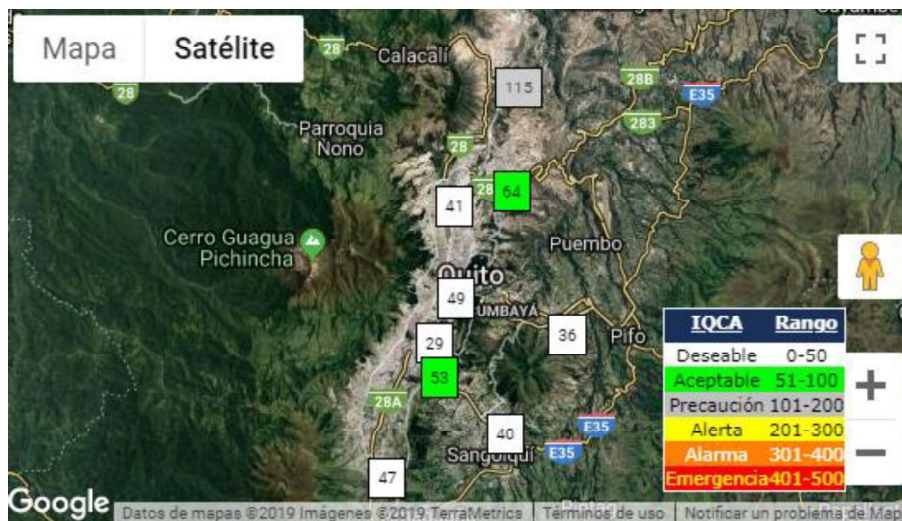 Mapa Satélite
28
Calacalí
28B
E35
115
283
28
Parroquia
Nono
28
64
41
Cerro Guagua
Pichincha
Puembo
Quito
49
UMBAYÁ
36
Pifo
29
53
28A
40
Sangolquí
E35
E35
47
IQCA Rango
Deseable 0-50
Aceptable 51-100
Precaución 101-200
Alerta 201-300
Alarma 301-400
Emergencia 401-500
+
−
Google
Datos de mapas ©2019 Imágenes ©2019,TerraMetrics
Términos de uso
Notificar un problema de Map